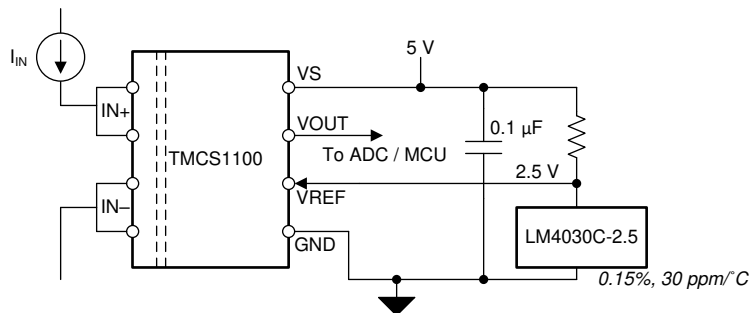 5 V
I_IN
VS
IN+
0.1 µF
VOUT
TMCS1100
To ADC / MCU
2.5 V
IN–
VREF
GND
LM4030C-2.5
0.15%, 30 ppm/˚C